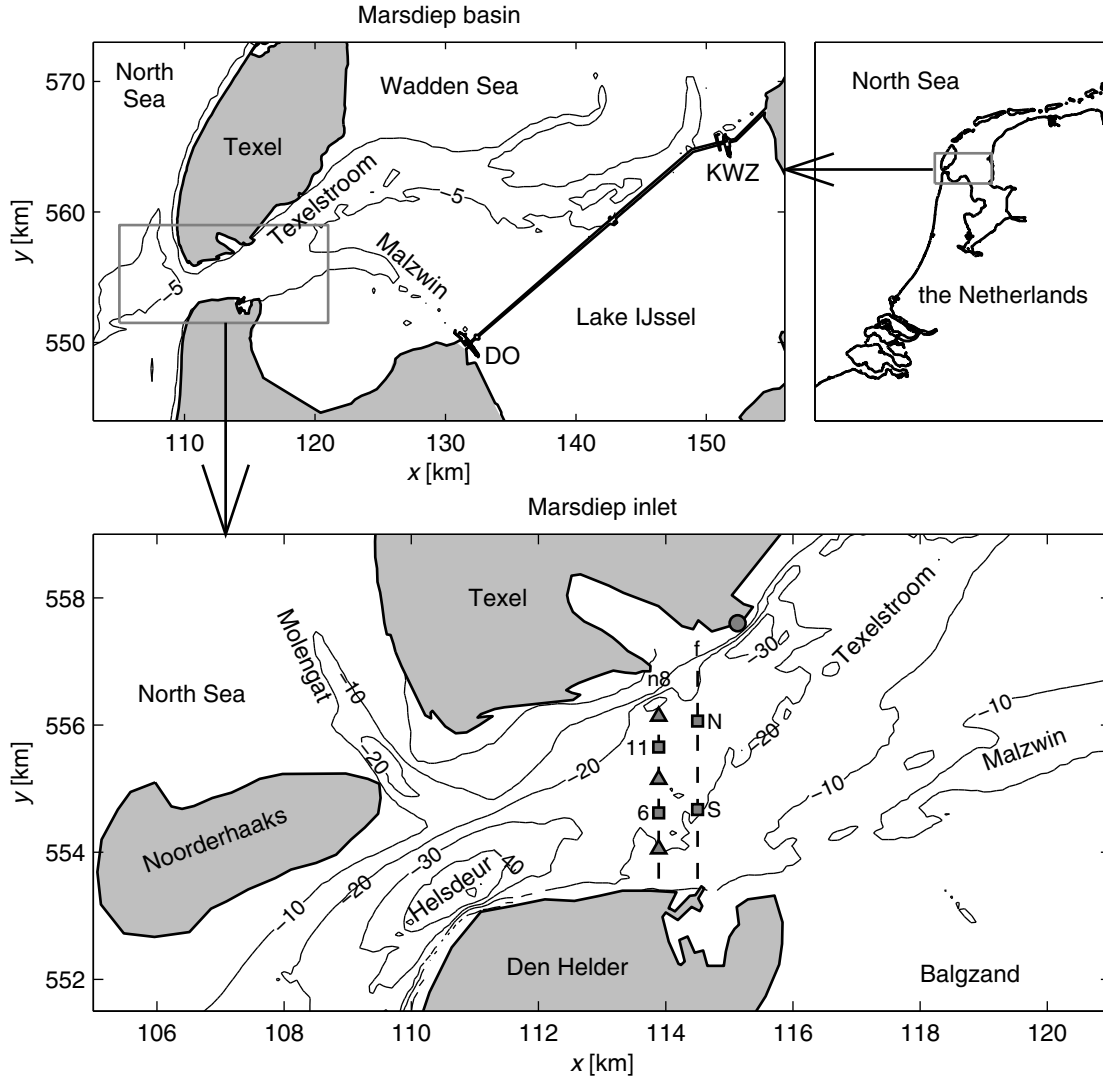 Marsdiep basin
North
Sea
Wadden Sea
Texel
Texelstroom
−5
Malzwin
−5
KWZ
Lake IJssel
DO
570
560
550
y [km]
110
120
130
140
150
x [km]
North Sea
the Netherlands
Marsdiep inlet
Texel
Molengat
North Sea
−10
−20
n8
f
−30
Texelstroom
N
11
−20
−20
−10
Malzwin
−10
6
S
Noorderhaaks
−30
40
−20
Helsdeur
−10
Den Helder
Balgzand
558
556
554
552
y [km]
106
108
110
112
114
116
118
120
x [km]